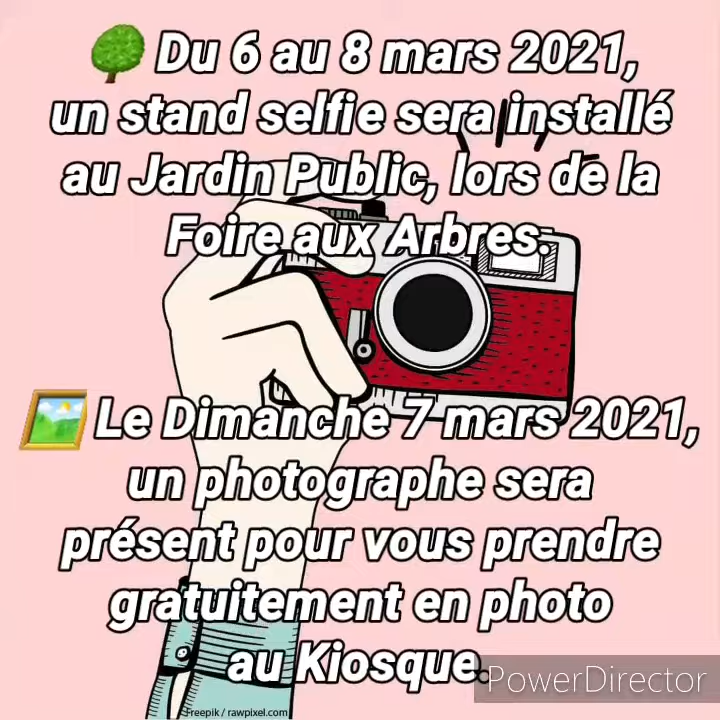 🌳 Du 6 au 8 mars 2021,
un stand selfie sera installé
au Jardin Public, lors de la
Foire aux Arbres.
🖼️ Le Dimanche 7 mars 2021,
un photographe sera
présent pour vous prendre
gratuitement en photo
au Kiosque.
PowerDirector
Freepik / rawpixel.com